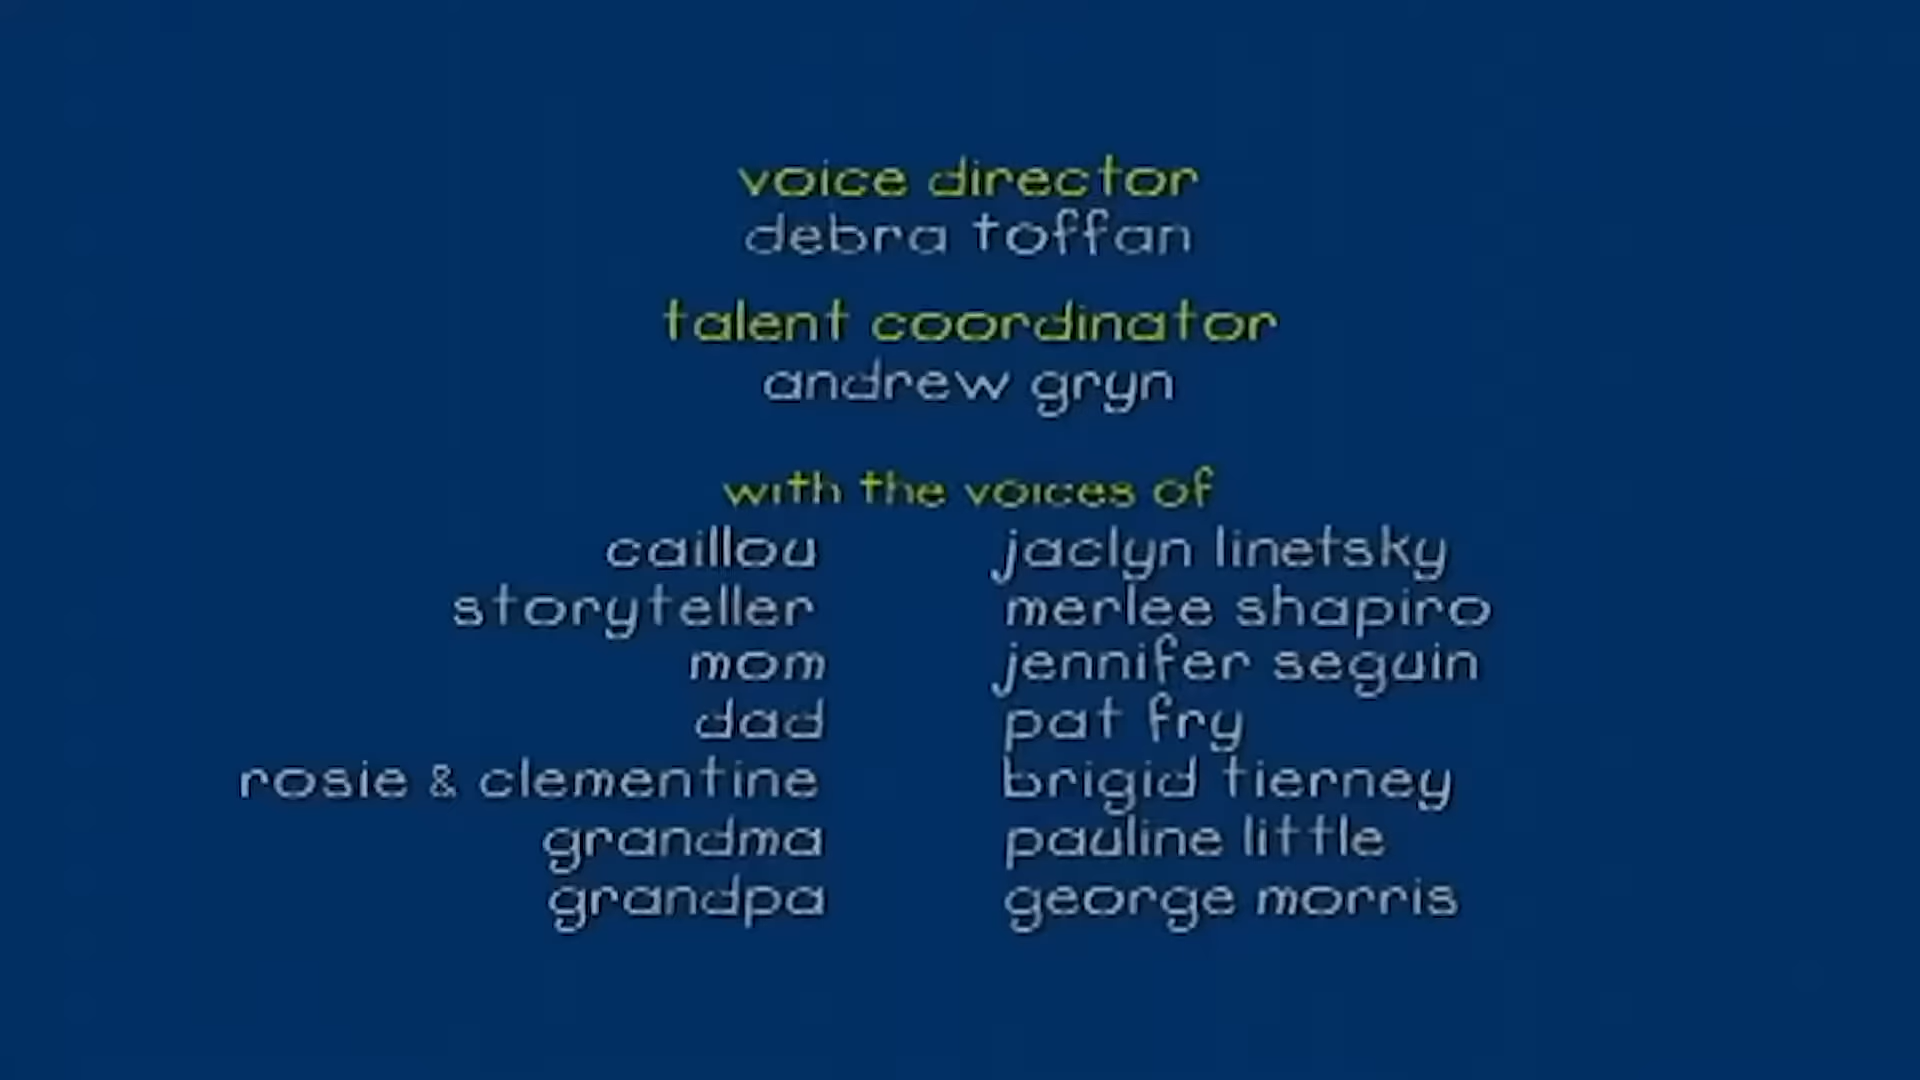 voice director
debra toffan
talent coordinator
andrew gryn
with the voices of
caillou jaclyn linetsky
storyteller merlee shapiro
mom jennifer seguin
dad pat fry
rosie & clementine brigid tierney
grandma pauline little
grandpa george morris